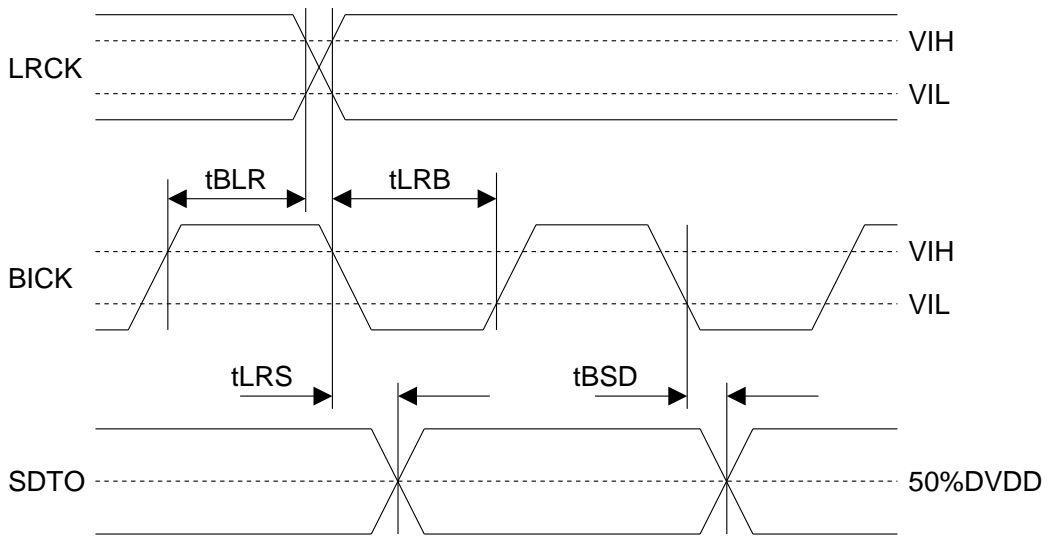 LRCK
VIH
VIL
tBLR
tLRB
BICK
VIH
VIL
tLRS
tBSD
SDTO
50%DVDD